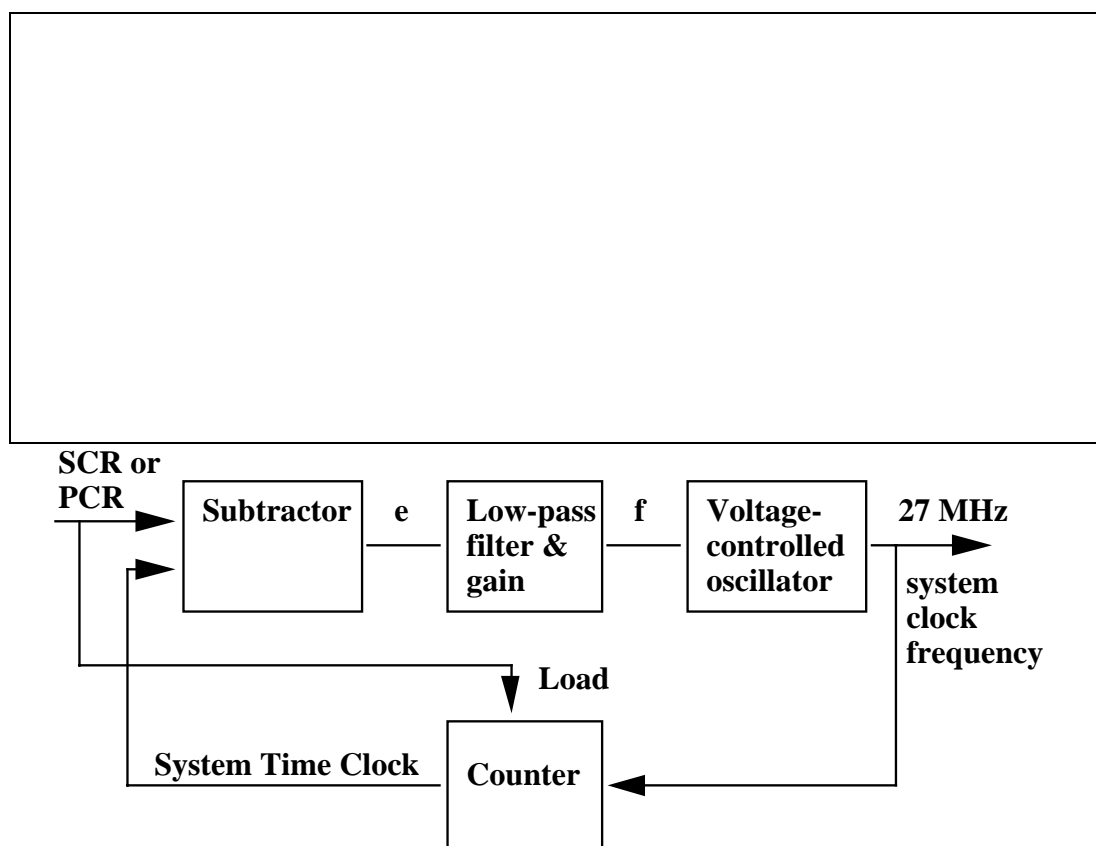 SCR or
PCR
Subtractor
e
Low-pass
filter &
gain
f
Voltage-
controlled
oscillator
27 MHz
system
clock
frequency
Load
System Time Clock
Counter